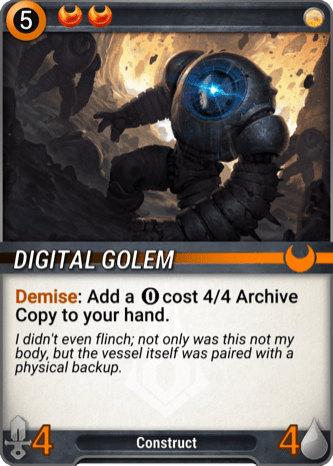 5
DIGITAL GOLEM
Demise: Add a 0 cost 4/4 Archive
Copy to your hand.
I didn't even flinch; not only was this not my
body, but the vessel itself was paired with a
physical backup.
4 Construct 4